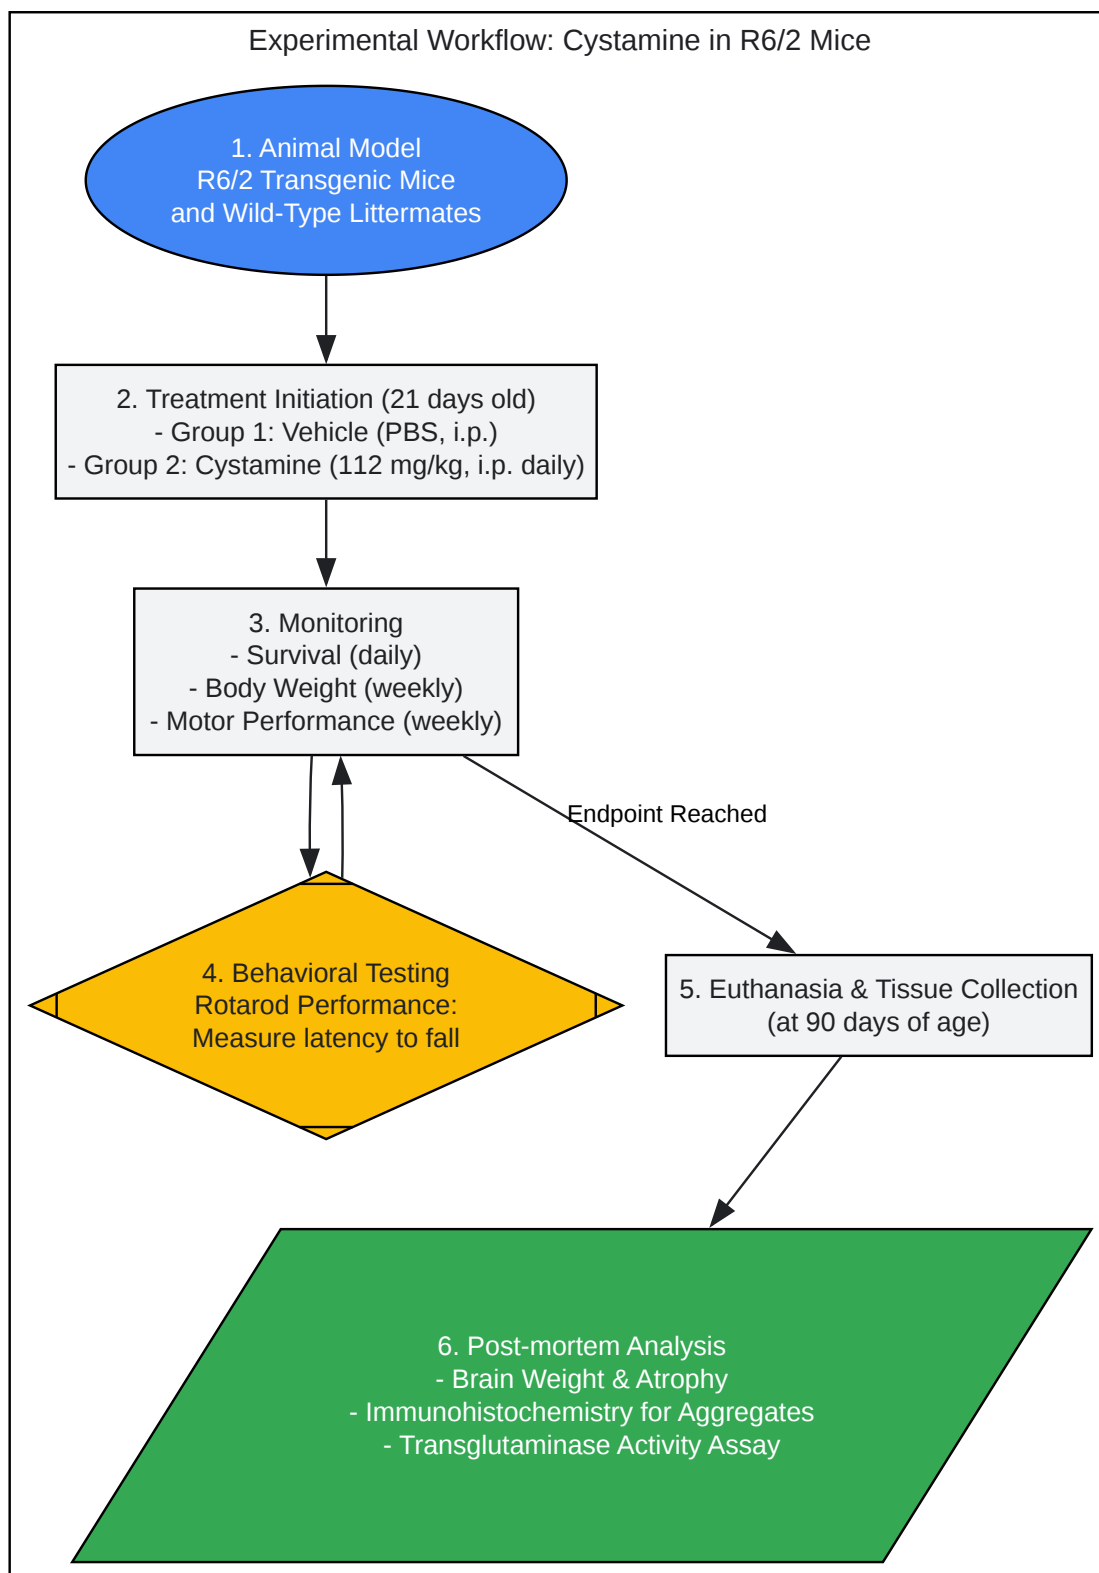 Experimental Workflow: Cystamine in R6/2 Mice
1. Animal Model
R6/2 Transgenic Mice
and Wild-Type Littermates
2. Treatment Initiation (21 days old)
- Group 1: Vehicle (PBS, i.p.)
- Group 2: Cystamine (112 mg/kg, i.p. daily)
3. Monitoring
- Survival (daily)
- Body Weight (weekly)
- Motor Performance (weekly)
Endpoint Reached
4. Behavioral Testing
Rotarod Performance:
Measure latency to fall
5. Euthanasia & Tissue Collection
(at 90 days of age)
6. Post-mortem Analysis
- Brain Weight & Atrophy
- Immunohistochemistry for Aggregates
- Transglutaminase Activity Assay